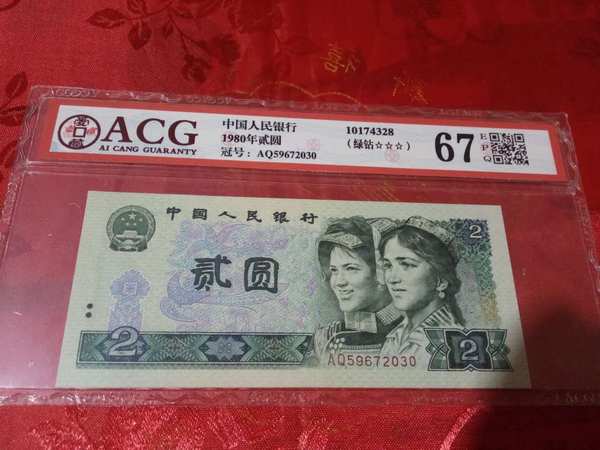 ACG
AI CANG GUARANTY
中国人民银行
1980年贰圆
冠号：AQ59672030
10174328
（绿钻☆☆☆）
67
EPQ
中国人民银行
贰圆
2
2
2
AQ59672030